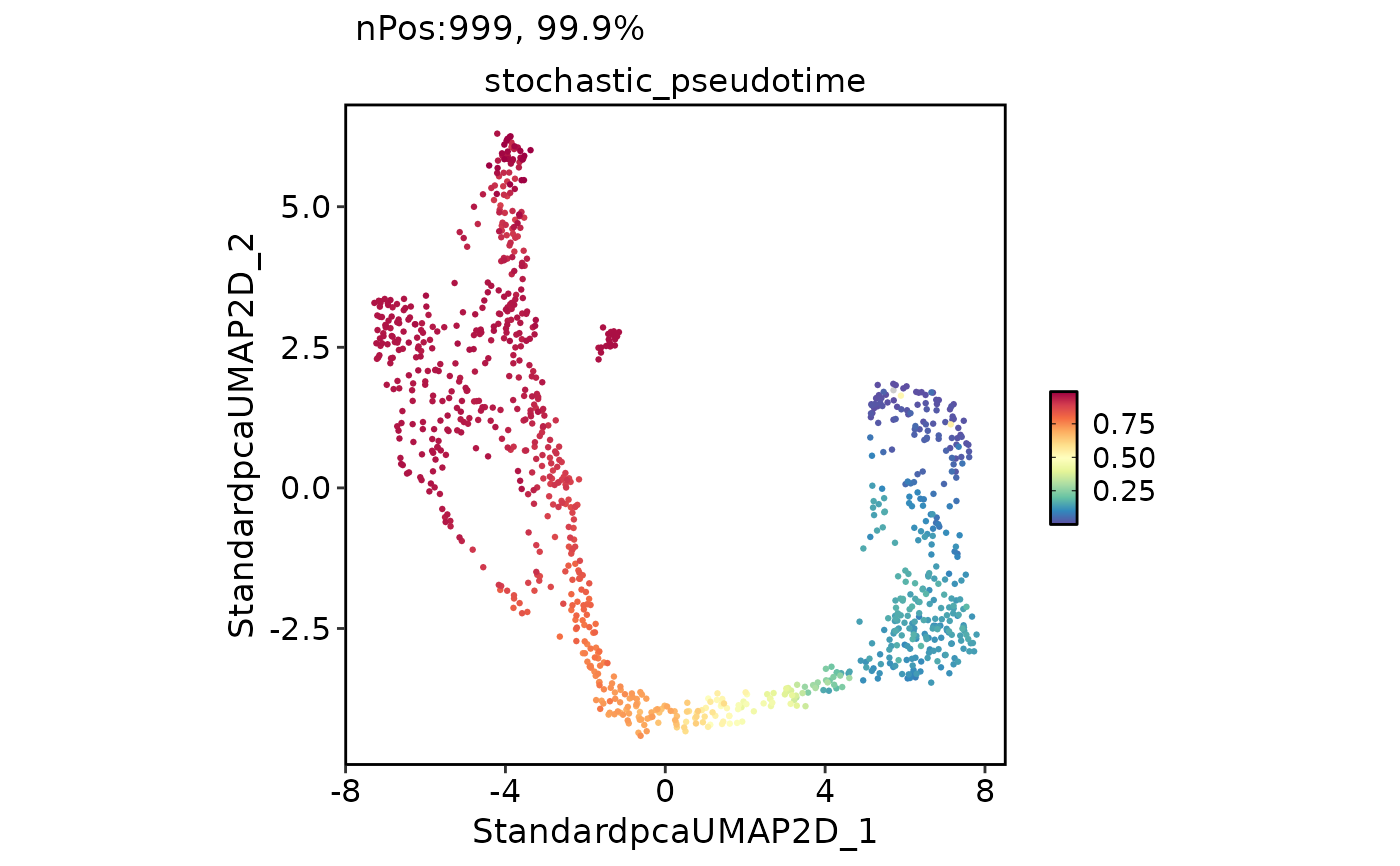 nPos:999, 99.9%
stochastic_pseudotime
StandardpcaUMAP2D_2
5.0
2.5
0.0
-2.5
-8 -4 0 4 8
StandardpcaUMAP2D_1
0.75
0.50
0.25